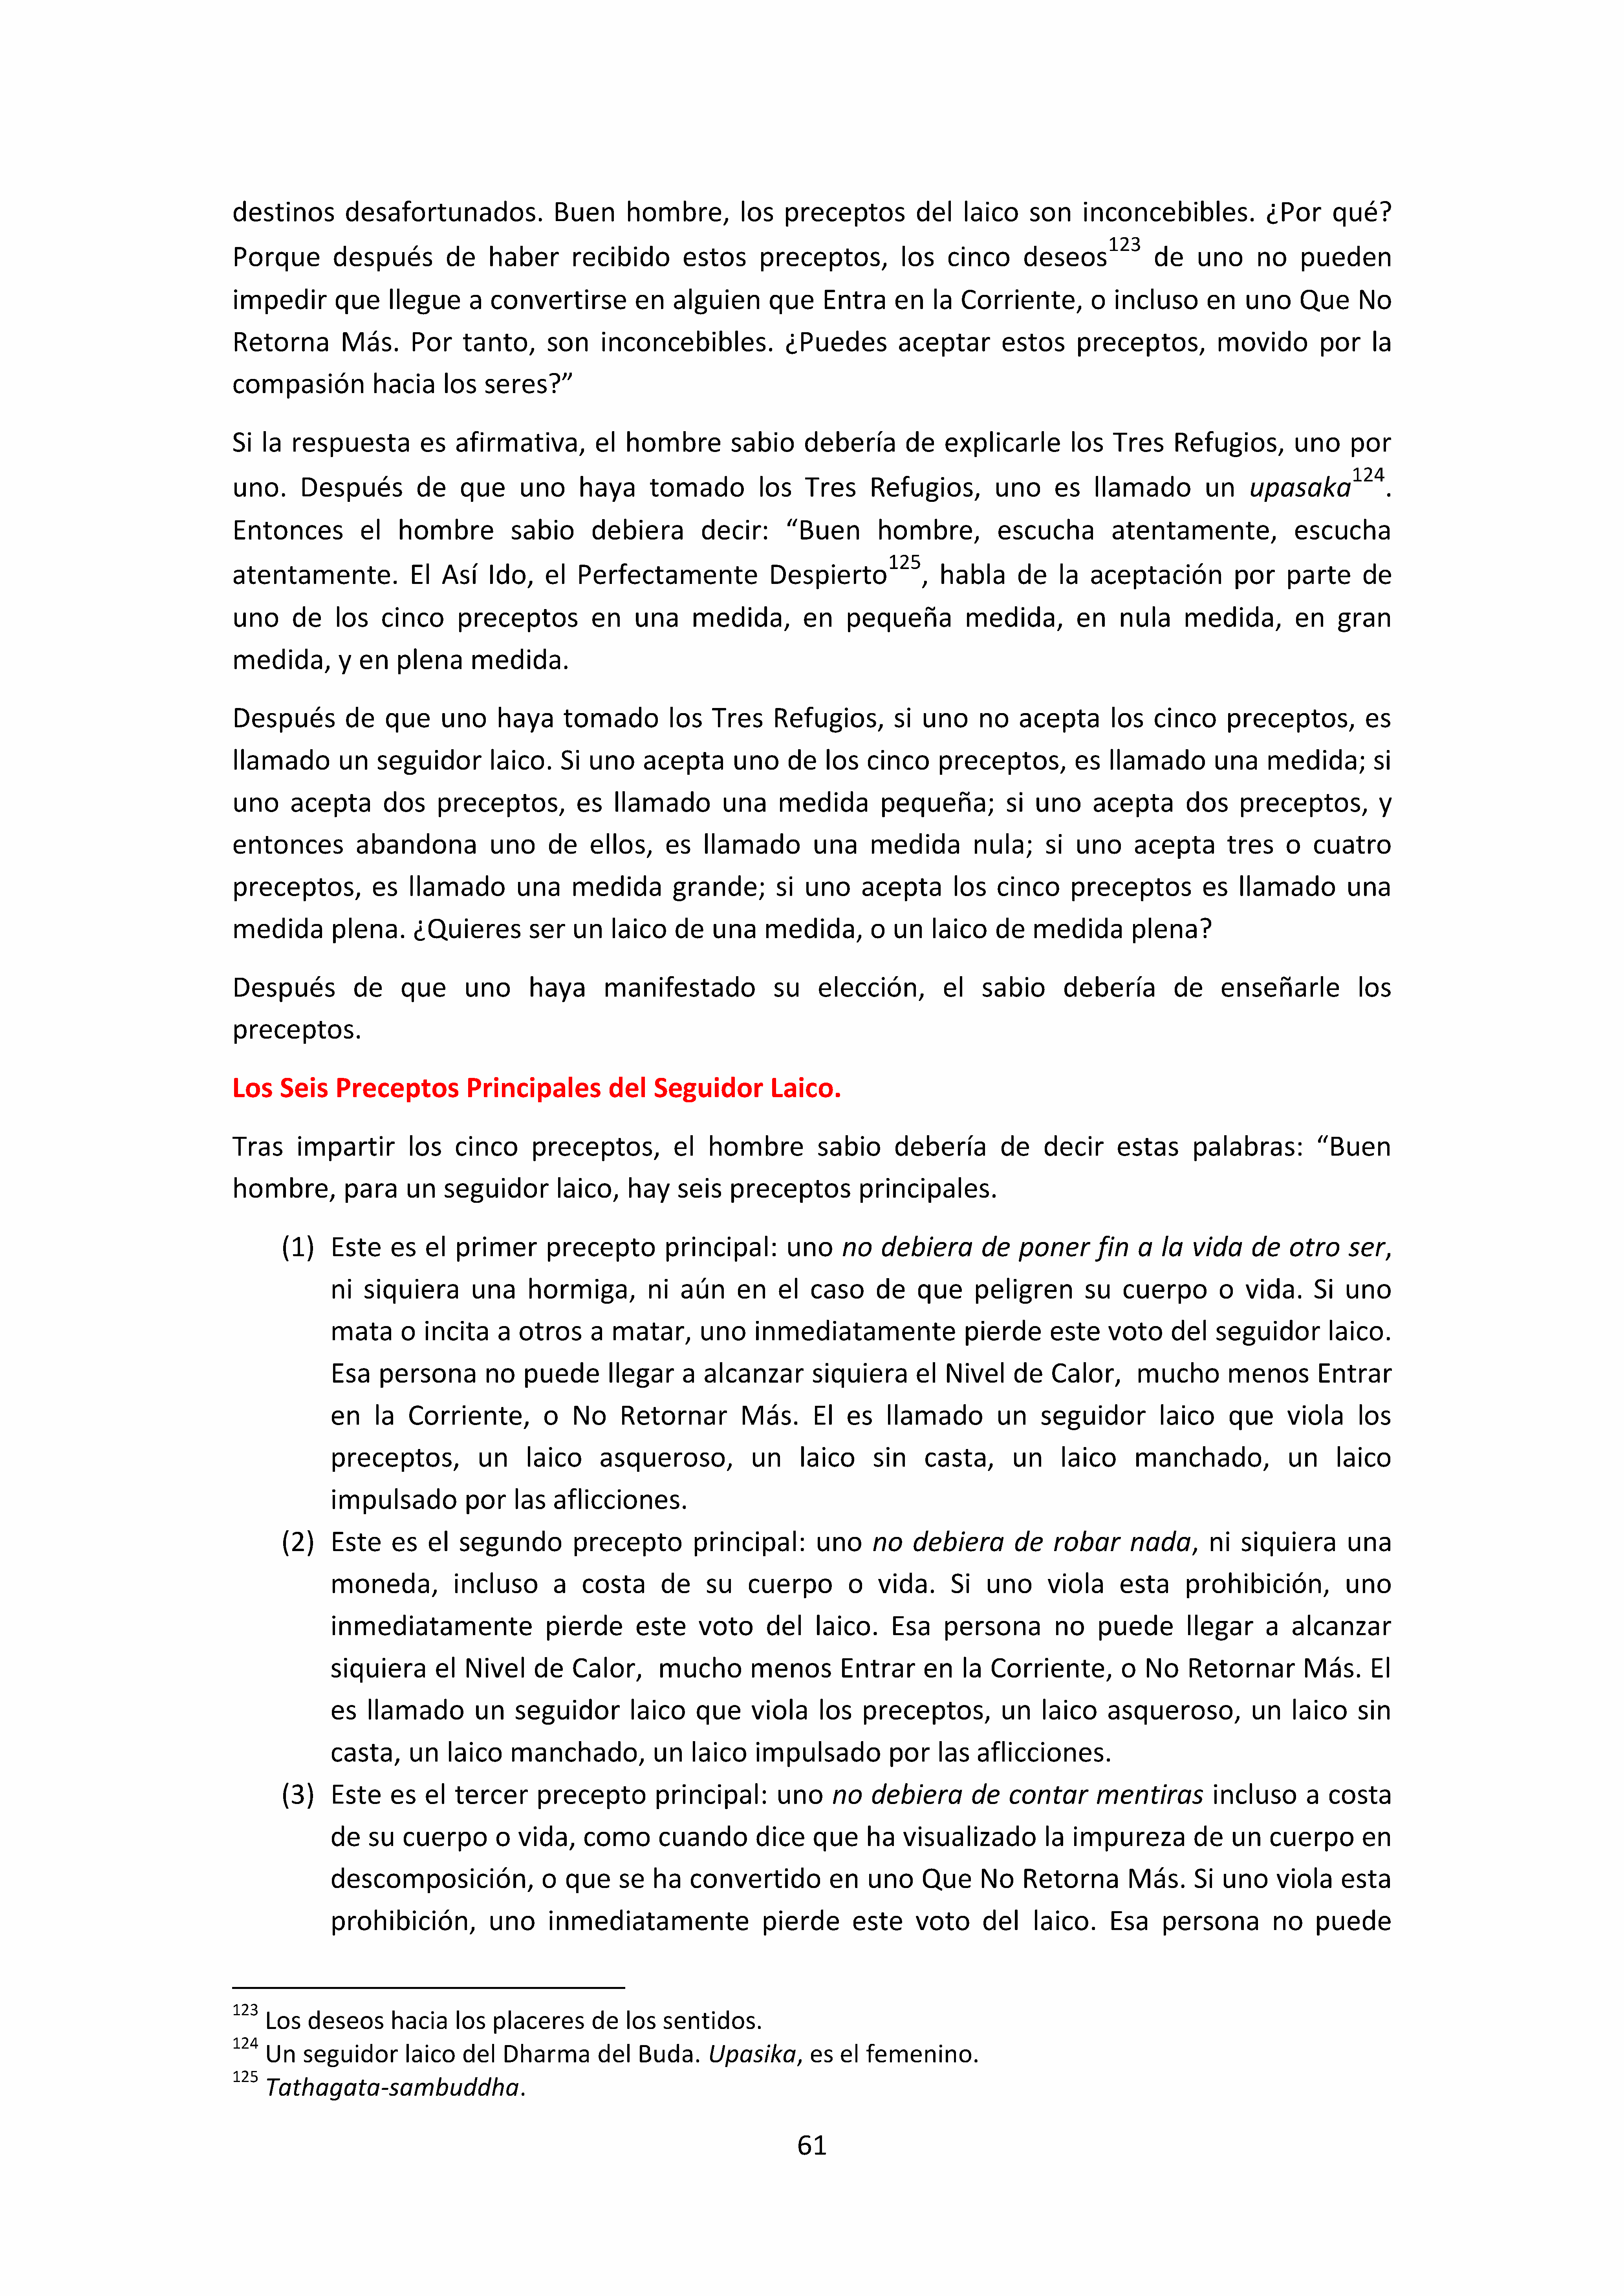 destinos desafortunados. Buen hombre, los preceptos del laico son inconcebibles. ¿Por qué?
Porque después de haber recibido estos preceptos, los cinco deseos123 de uno no pueden
impedir que llegue a convertirse en alguien que Entra en la Corriente, o incluso en uno Que No
Retorna Más. Por tanto, son inconcebibles. ¿Puedes aceptar estos preceptos, movido por la
compasión hacia los seres?”
Si la respuesta es afirmativa, el hombre sabio debería de explicarle los Tres Refugios, uno por
uno. Después de que uno haya tomado los Tres Refugios, uno es llamado un upasaka124.
Entonces el hombre sabio debiera decir: “Buen hombre, escucha atentamente, escucha
atentamente. El Así Ido, el Perfectamente Despierto125, habla de la aceptación por parte de
uno de los cinco preceptos en una medida, en pequeña medida, en nula medida, en gran
medida, y en plena medida.
Después de que uno haya tomado los Tres Refugios, si uno no acepta los cinco preceptos, es
llamado un seguidor laico. Si uno acepta uno de los cinco preceptos, es llamado una medida; si
uno acepta dos preceptos, es llamado una medida pequeña; si uno acepta dos preceptos, y
entonces abandona uno de ellos, es llamado una medida nula; si uno acepta tres o cuatro
preceptos, es llamado una medida grande; si uno acepta los cinco preceptos es llamado una
medida plena. ¿Quieres ser un laico de una medida, o un laico de medida plena?
Después de que uno haya manifestado su elección, el sabio debería de enseñarle los
preceptos.
Los Seis Preceptos Principales del Seguidor Laico.
Tras impartir los cinco preceptos, el hombre sabio debería de decir estas palabras: “Buen
hombre, para un seguidor laico, hay seis preceptos principales.
(1) Este es el primer precepto principal: uno no debiera de poner fin a la vida de otro ser,
ni siquiera una hormiga, ni aún en el caso de que peligren su cuerpo o vida. Si uno
mata o incita a otros a matar, uno inmediatamente pierde este voto del seguidor laico.
Esa persona no puede llegar a alcanzar siquiera el Nivel de Calor, mucho menos Entrar
en la Corriente, o No Retornar Más. El es llamado un seguidor laico que viola los
preceptos, un laico asqueroso, un laico sin casta, un laico manchado, un laico
impulsado por las aflicciones.
(2) Este es el segundo precepto principal: uno no debiera de robar nada, ni siquiera una
moneda, incluso a costa de su cuerpo o vida. Si uno viola esta prohibición, uno
inmediatamente pierde este voto del laico. Esa persona no puede llegar a alcanzar
siquiera el Nivel de Calor, mucho menos Entrar en la Corriente, o No Retornar Más. El
es llamado un seguidor laico que viola los preceptos, un laico asqueroso, un laico sin
casta, un laico manchado, un laico impulsado por las aflicciones.
(3) Este es el tercer precepto principal: uno no debiera de contar mentiras incluso a costa
de su cuerpo o vida, como cuando dice que ha visualizado la impureza de un cuerpo en
descomposición, o que se ha convertido en uno Que No Retorna Más. Si uno viola esta
prohibición, uno inmediatamente pierde este voto del laico. Esa persona no puede
123 Los deseos hacia los placeres de los sentidos.
124 Un seguidor laico del Dharma del Buda. Upasika, es el femenino.
125 Tathagata-sambuddha.
61